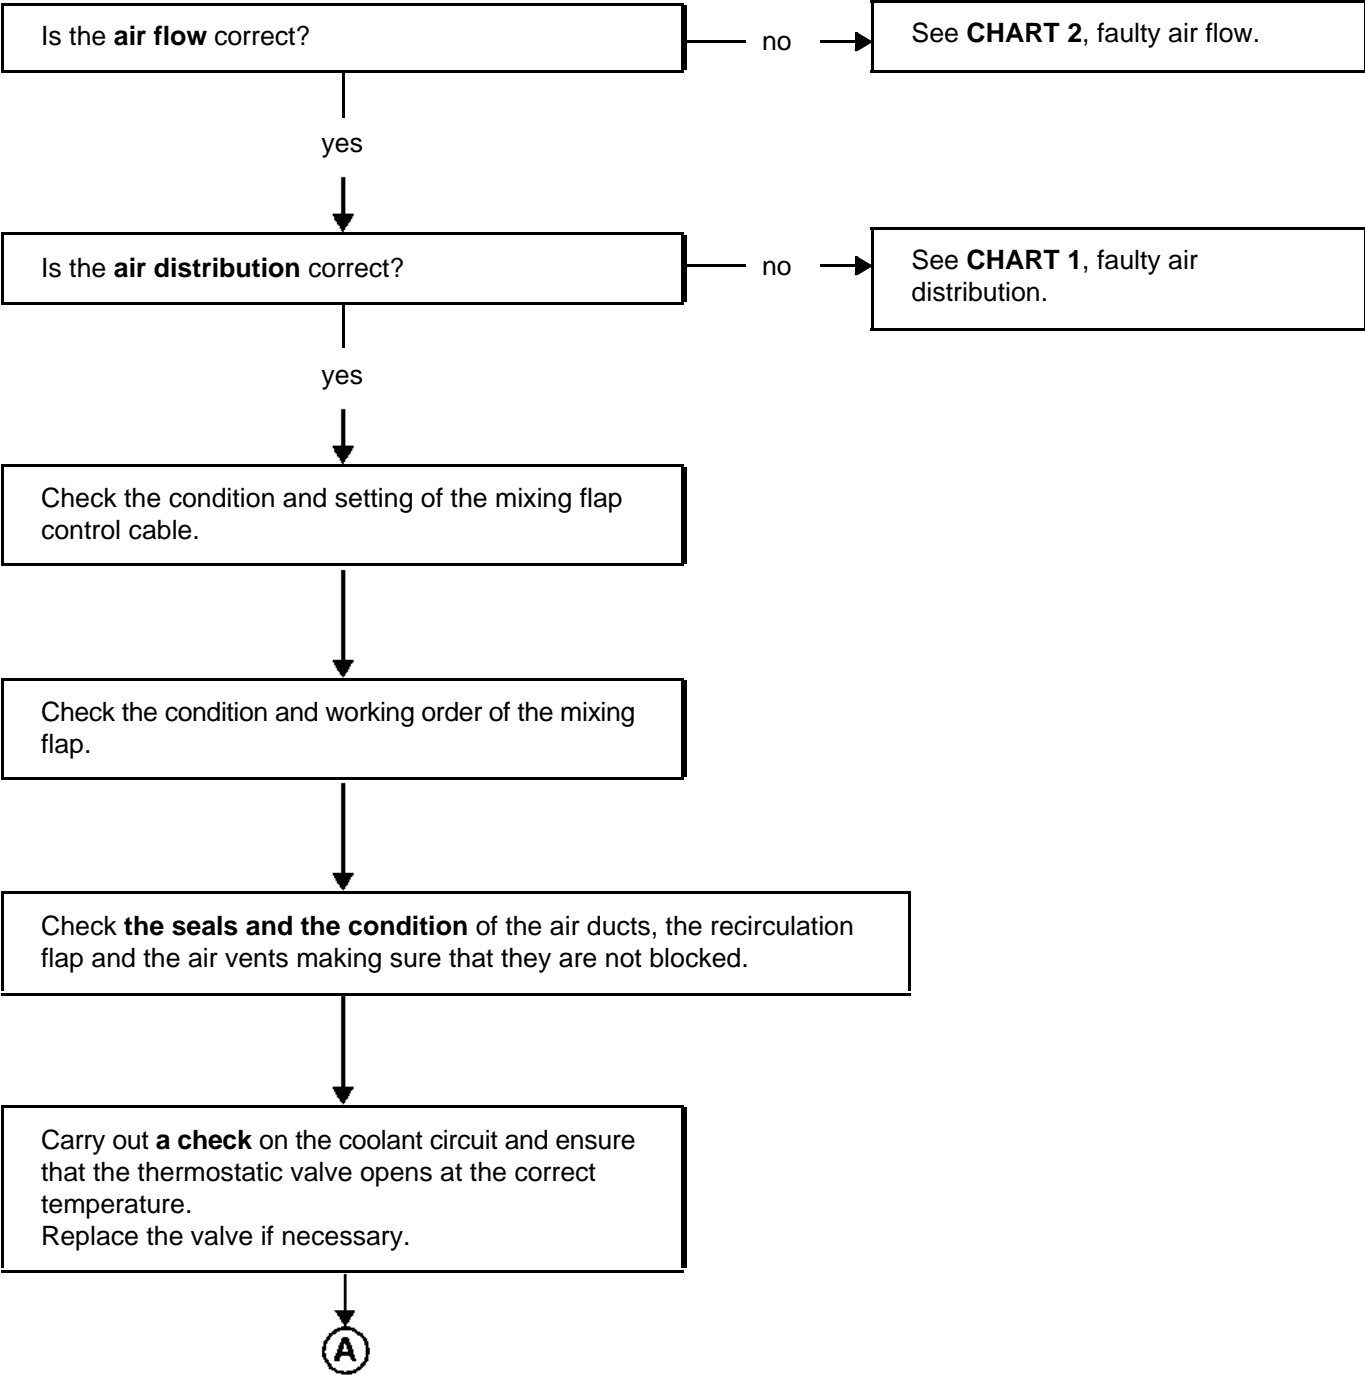 Is the air flow correct?
no
See CHART 2, faulty air flow.
yes
Is the air distribution correct?
no
See CHART 1, faulty air
distribution.
yes
Check the condition and setting of the mixing flap
control cable.
Check the condition and working order of the mixing
flap.
Check the seals and the condition of the air ducts, the recirculation
flap and the air vents making sure that they are not blocked.
Carry out a check on the coolant circuit and ensure
that the thermostatic valve opens at the correct
temperature.
Replace the valve if necessary.
A